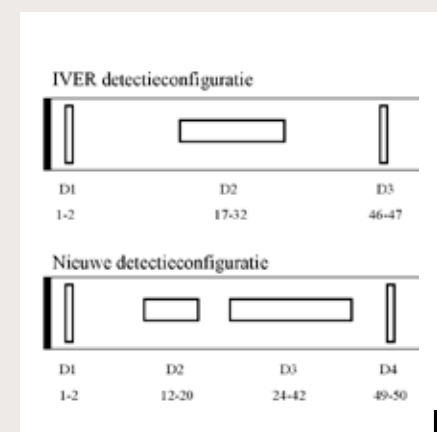 IVER detectieconfiguratie
D1 D2 D3
1-2 17-32 46-47
Nieuwe detectieconfiguratie
D1 D2 D3 D4
1-2 12-20 24-42 49-50